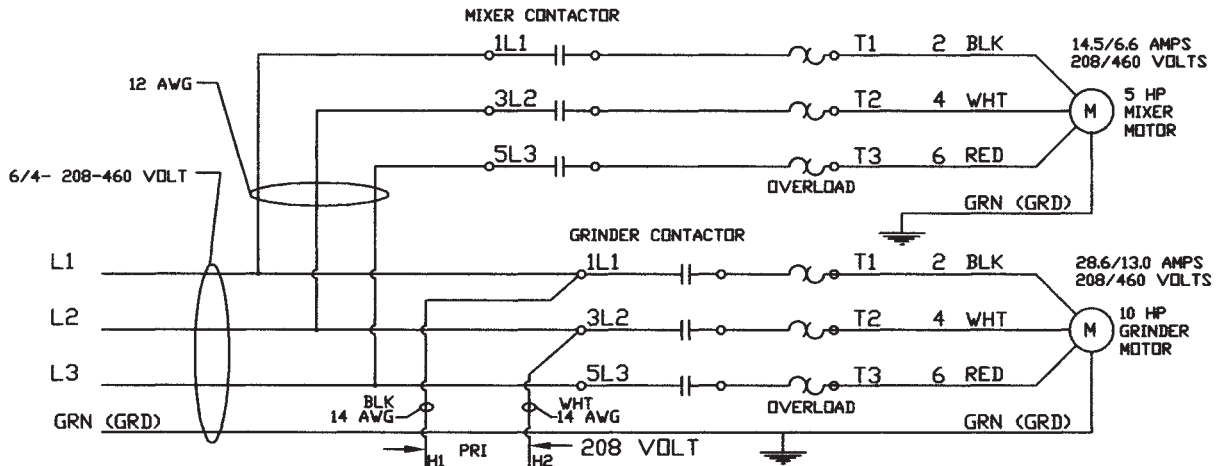 MIXER CONTACTOR
1L1 T1 2 BLK
14.5/6.6 AMPS
208/460 VOLTS
12 AWG
3L2 T2 4 WHT
M
5 HP
MIXER
MOTOR
5L3 T3 6 RED
6/4- 208-460 VOLT
OVERLOAD
GRN (GRD)
GRINDER CONTACTOR
L1 1L1 T1 2 BLK
28.6/13.0 AMPS
208/460 VOLTS
L2 3L2 T2 4 WHT
M
10 HP
GRINDER
MOTOR
L3 5L3 T3 6 RED
BLK
14 AWG
WHT
14 AWG
OVERLOAD
GRN (GRD) GRN (GRD)
PRI 208 VOLT
H1 H2